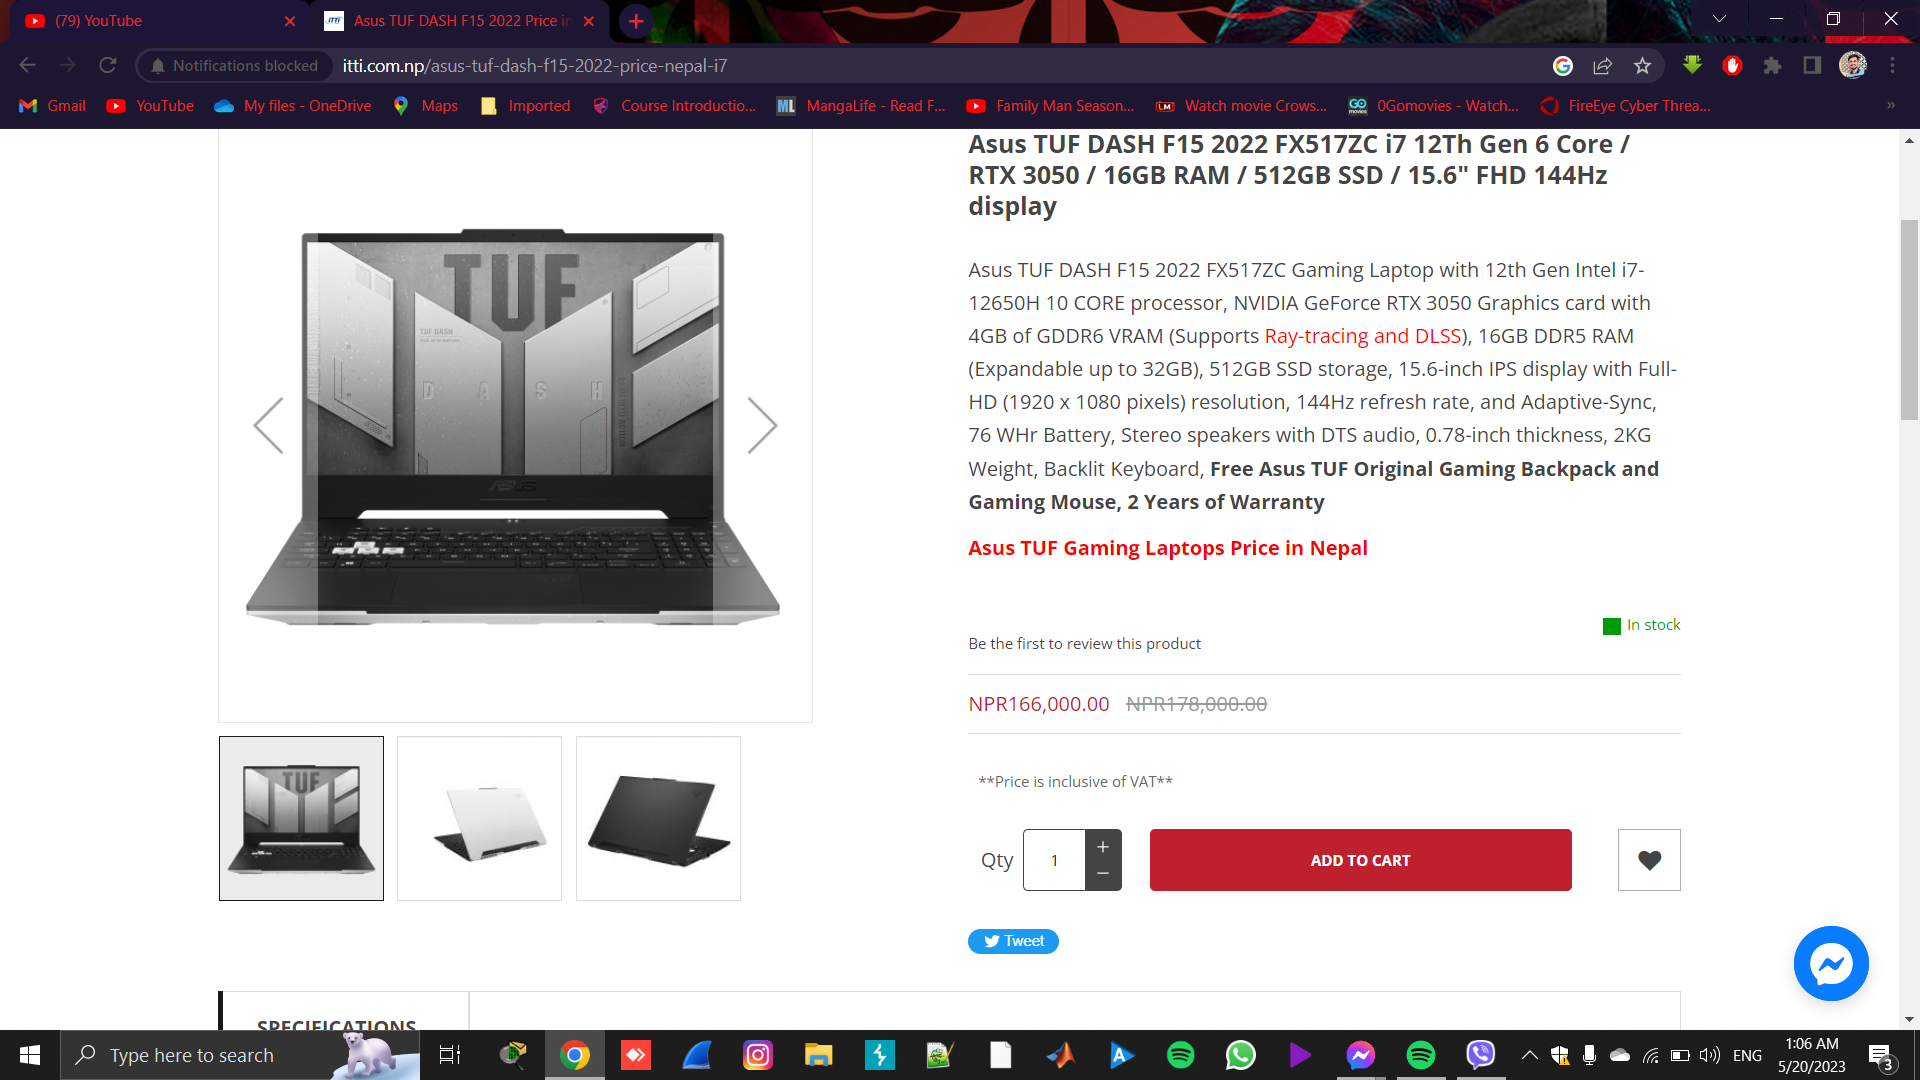 (79) YouTube
Asus TUF DASH F15 2022 Price in
Notifications blocked
itti.com.np/asus-tuf-dash-f15-2022-price-nepal-i7
Gmail
YouTube
My files - OneDrive
Maps
Imported
Course Introductio...
MangaLife - Read F...
Family Man Season...
Watch movie Crows...
0Gomovies - Watch...
FireEye Cyber Threa...
Asus TUF DASH F15 2022 FX517ZC i7 12Th Gen 6 Core /
RTX 3050 / 16GB RAM / 512GB SSD / 15.6" FHD 144Hz
display
Asus TUF DASH F15 2022 FX517ZC Gaming Laptop with 12th Gen Intel i7-
12650H 10 CORE processor, NVIDIA GeForce RTX 3050 Graphics card with
4GB of GDDR6 VRAM (Supports Ray-tracing and DLSS), 16GB DDR5 RAM
(Expandable up to 32GB), 512GB SSD storage, 15.6-inch IPS display with Full-
HD (1920 x 1080 pixels) resolution, 144Hz refresh rate, and Adaptive-Sync,
76 WHr Battery, Stereo speakers with DTS audio, 0.78-inch thickness, 2KG
Weight, Backlit Keyboard, Free Asus TUF Original Gaming Backpack and
Gaming Mouse, 2 Years of Warranty
Asus TUF Gaming Laptops Price in Nepal
TUF
TUF DASH
D A S H
ASUS
In stock
Be the first to review this product
NPR166,000.00 NPR178,000.00
**Price is inclusive of VAT**
Qty 1 + −
ADD TO CART
Tweet
SPECIFICATIONS
Type here to search
ENG
1:06 AM
5/20/2023
3